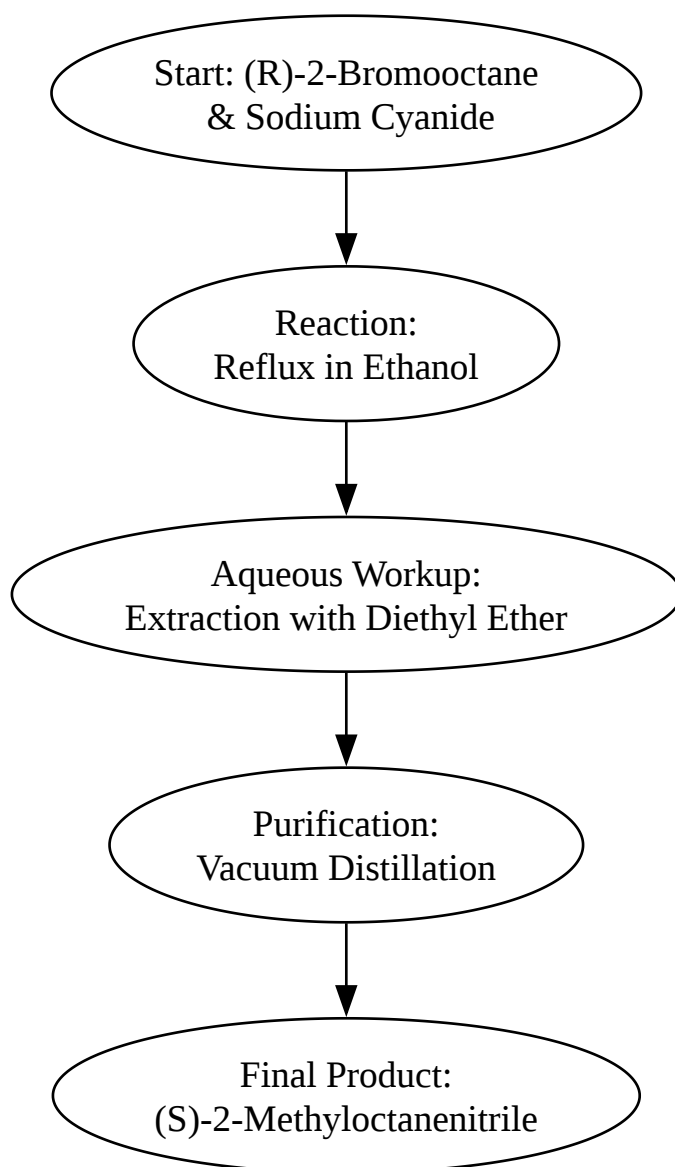 Start: (R)-2-Bromooctane
& Sodium Cyanide
Reaction:
Reflux in Ethanol
Aqueous Workup:
Extraction with Diethyl Ether
Purification:
Vacuum Distillation
Final Product:
(S)-2-Methyloctanenitrile